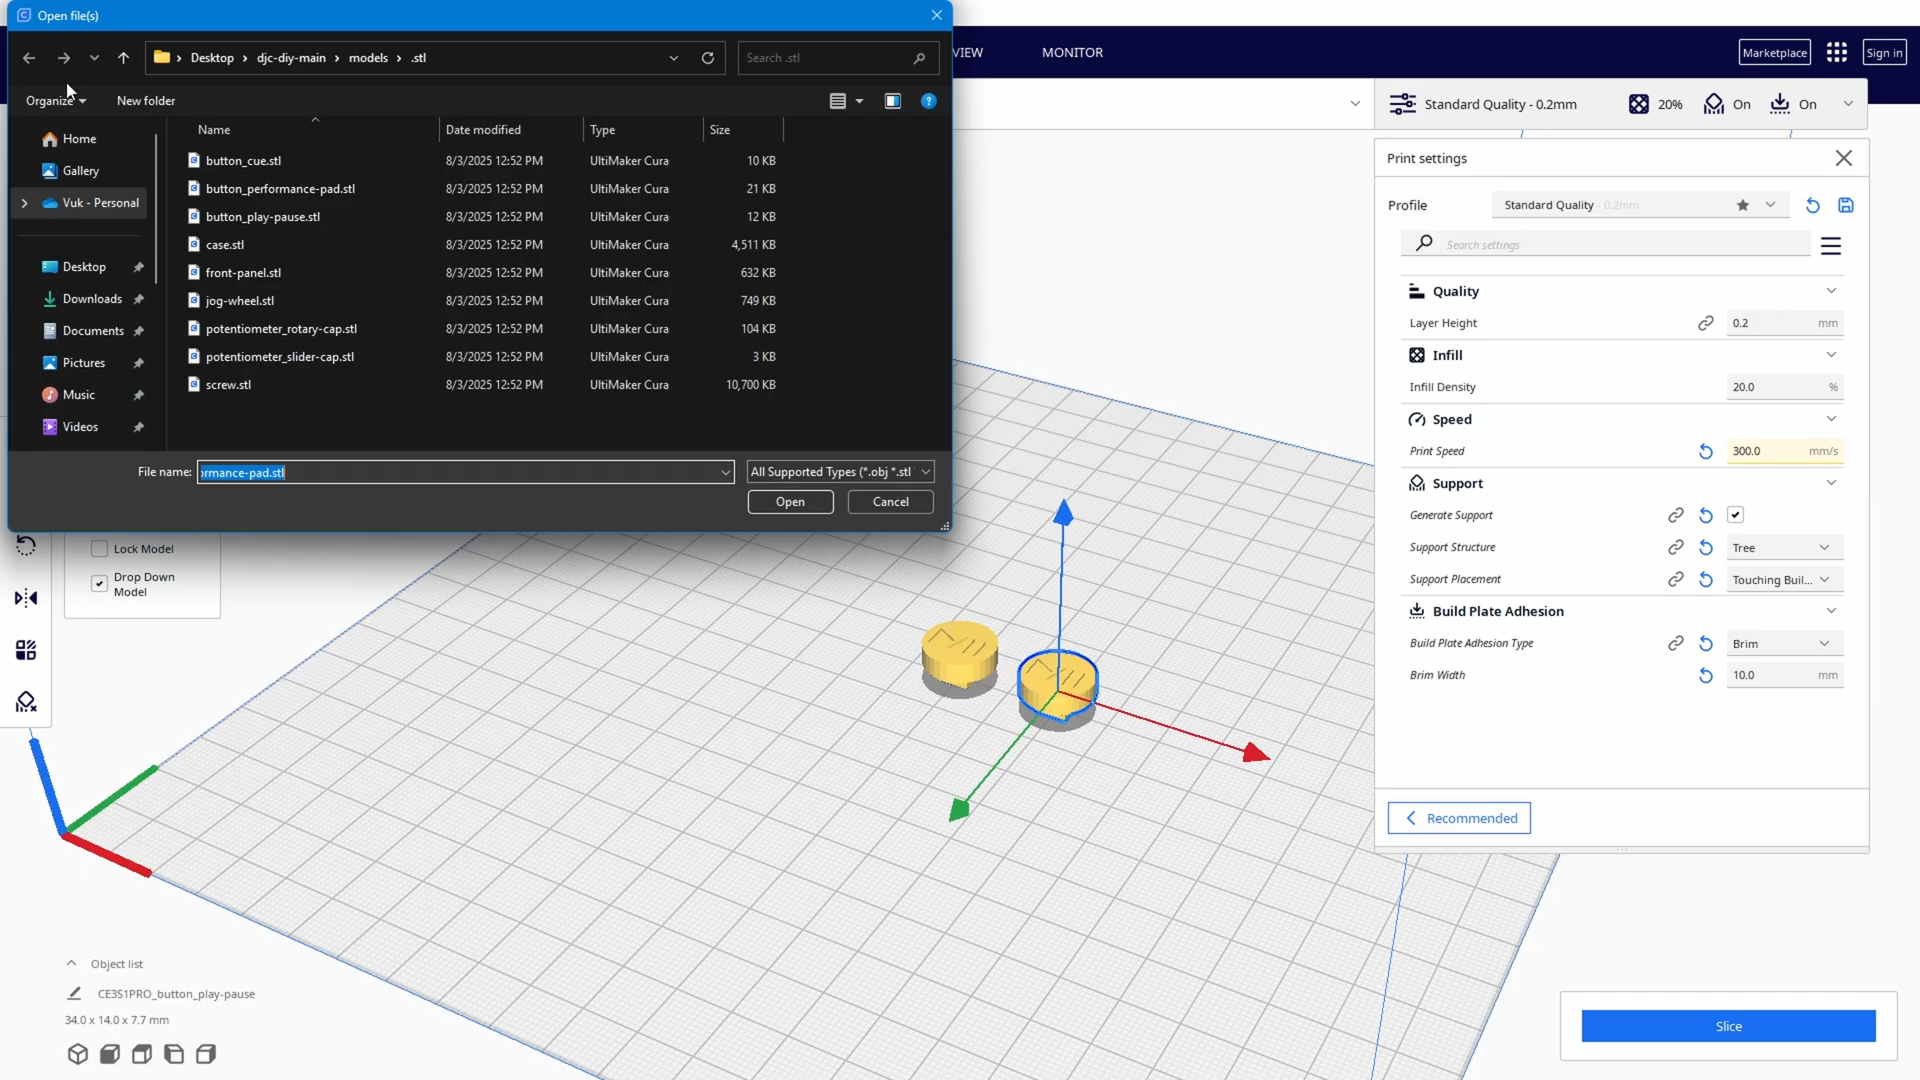 Open file(s)
Desktop > djc-diy-main > models > .stl
Search .stl
VIEW
MONITOR
Marketplace
Sign in
Organize
New folder
Standard Quality - 0.2mm
20%
On
On
Name
Date modified
Type
Size
Home
Gallery
Vuk - Personal
Desktop
Downloads
Documents
Pictures
Music
Videos
button_cue.stl 8/3/2025 12:52 PM UltiMaker Cura 10 KB
button_performance-pad.stl 8/3/2025 12:52 PM UltiMaker Cura 21 KB
button_play-pause.stl 8/3/2025 12:52 PM UltiMaker Cura 12 KB
case.stl 8/3/2025 12:52 PM UltiMaker Cura 4,511 KB
front-panel.stl 8/3/2025 12:52 PM UltiMaker Cura 632 KB
jog-wheel.stl 8/3/2025 12:52 PM UltiMaker Cura 749 KB
potentiometer_rotary-cap.stl 8/3/2025 12:52 PM UltiMaker Cura 104 KB
potentiometer_slider-cap.stl 8/3/2025 12:52 PM UltiMaker Cura 3 KB
screw.stl 8/3/2025 12:52 PM UltiMaker Cura 10,700 KB
File name:
rmance-pad.stl
All Supported Types (*.obj *.stl
Open
Cancel
Print settings
Profile
Standard Quality - 0.2mm
Search settings
Quality
Layer Height 0.2 mm
Infill
Infill Density 20.0 %
Speed
Print Speed 300.0 mm/s
Support
Generate Support
Support Structure Tree
Support Placement Touching Buil...
Build Plate Adhesion
Build Plate Adhesion Type Brim
Brim Width 10.0 mm
Recommended
Lock Model
Drop Down
Model
Object list
CE3S1PRO_button_play-pause
34.0 x 14.0 x 7.7 mm
Slice